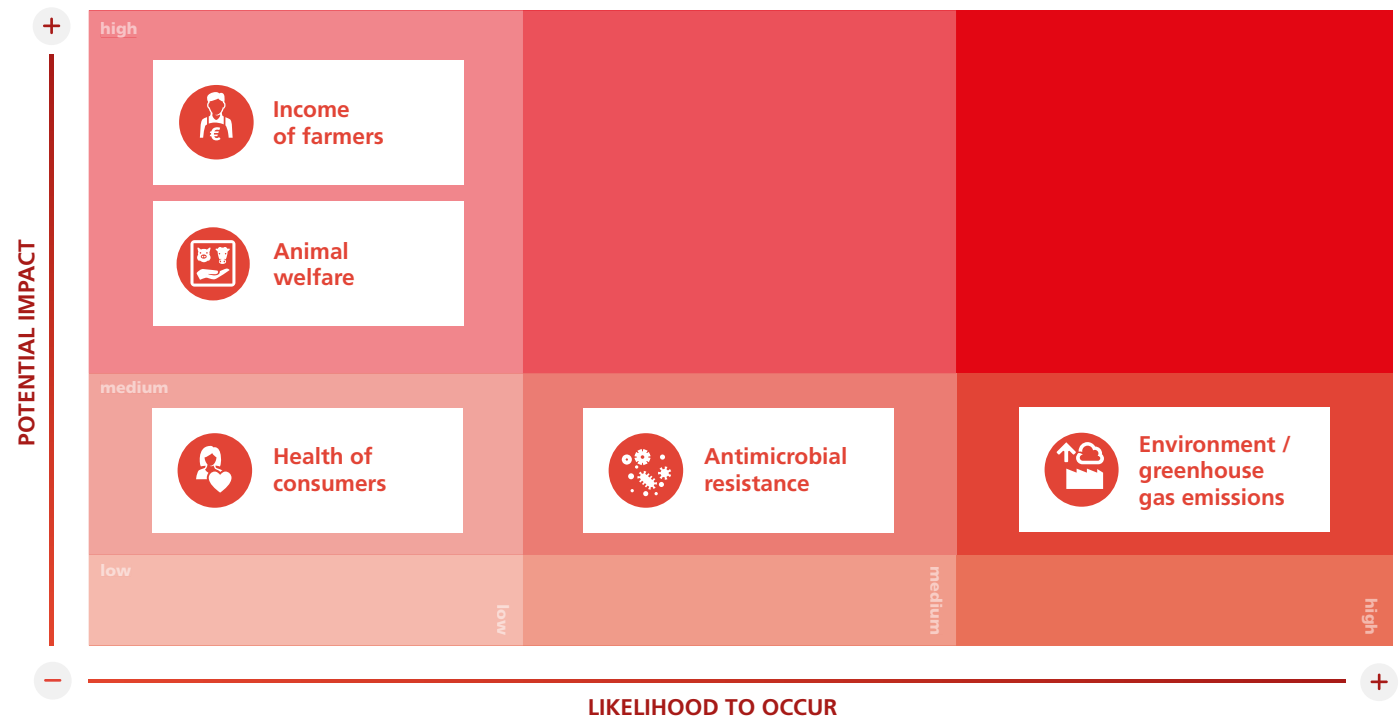 high
Income
of farmers
€
Animal
welfare
POTENTIAL IMPACT
medium
Health of
consumers
Antimicrobial
resistance
Environment /
greenhouse
gas emissions
low
low
medium
high
LIKELIHOOD TO OCCUR